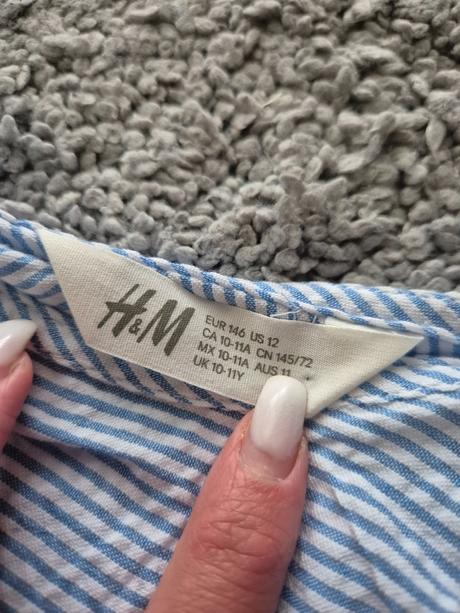 H&M
EUR 146 US 12
CA 10-11A CN 145/72
MX 10-11A AUS 11
UK 10-11Y